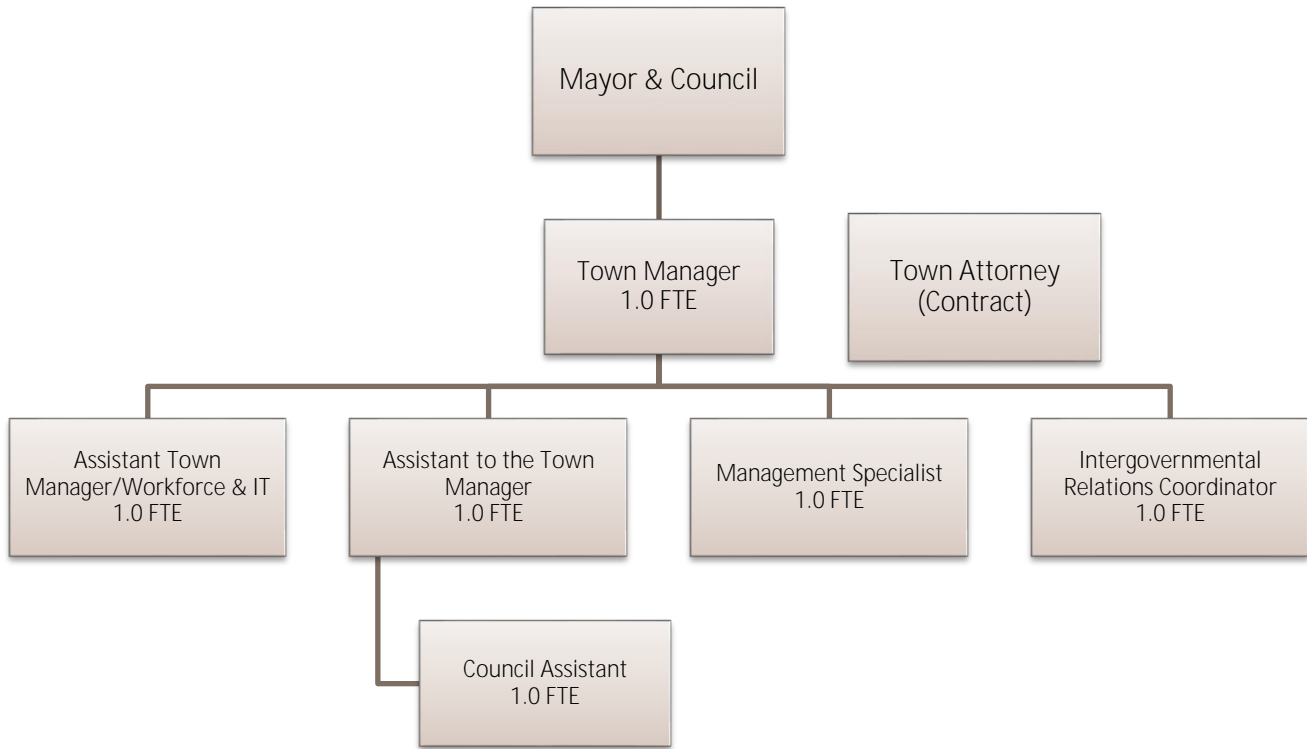 Mayor & Council
Town Manager
1.0 FTE
Town Attorney
(Contract)
Assistant Town
Manager/Workforce & IT
1.0 FTE
Assistant to the Town
Manager
1.0 FTE
Management Specialist
1.0 FTE
Intergovernmental
Relations Coordinator
1.0 FTE
Council Assistant
1.0 FTE